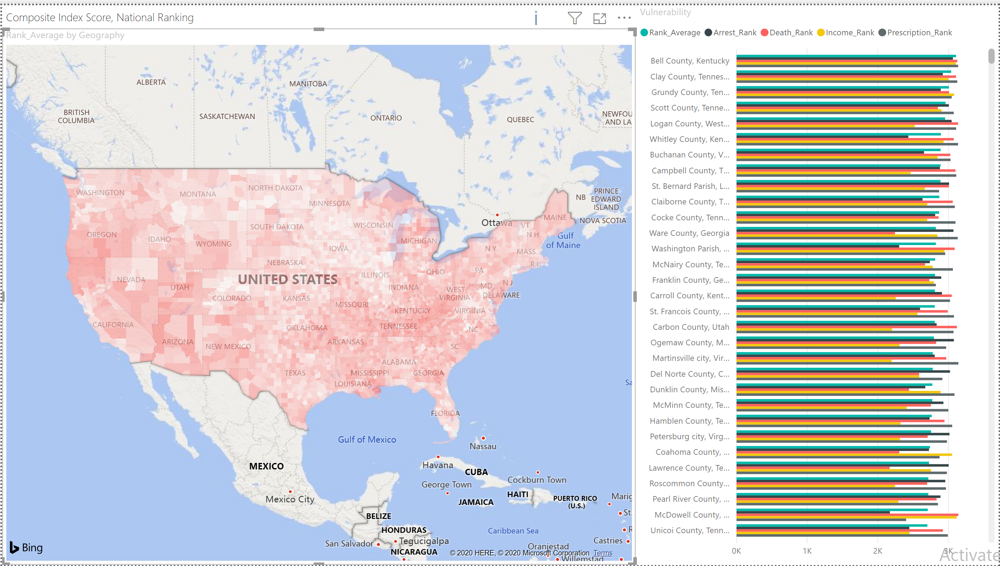 Composite Index Score, National Ranking
Rank_Average by Geography
ALBERTA
MANITOBA
BRITISH
COLUMBIA
SASKATCHEWAN
ONTARIO
QUEBEC
NEWFOU
AND LA
WASHINGTON
MONTANA
NORTH DAKOTA
MINNESOTA
NB
PRINCE
EDWARD
ISLAND
NOVA SCOTIA
Ottawa
MAINE
VT.
N.H.
Gulf
of Maine
OREGON
IDAHO
WYOMING
SOUTH DAKOTA
WISCONSIN
MICHIGAN
IOWA
N.Y.
MASS.
R.I.
NEBRASKA
ILLINOIS
OHIO
PA
UNITED STATES
NEVADA
UTAH
INDIANA
MD.
N.J.
WEST
VIRGINIA
DELAWARE
COLORADO
KANSAS
MISSOURI
KENTUCKY
VIRGINIA
CALIFORNIA
OKLAHOMA
TENNESSEE
NC
ARIZONA
NEW MEXICO
ARKANSAS
SC
ALABAMA
TEXAS
MISSISSIPPI
GEORGIA
LOUISIANA
Sa
FLORIDA
Gulf of Mexico
Nassau
MEXICO
Havana
CUBA
Cockburn Town
George Town
Mexico City
HAITI
JAMAICA
PUERTO RICO
(U.S.)
Marig
St.
BELIZE
HONDURAS
Caribbean Sea
R
San Salvador
Tegucigalpa
Castries
Oranjestad
NICARAGUA
Willemstad
Bing
© 2020 HERE, © 2020 Microsoft Corporation Terms
Vulnerability
Rank_Average Arrest_Rank Death_Rank Income_Rank Prescription_Rank
Bell County, Kentucky
Clay County, Tennes...
Grundy County, Ten...
Scott County, Tenne...
Logan County, West...
Whitley County, Ken...
Buchanan County, V...
Campbell County, T...
St. Bernard Parish, L...
Claiborne County, T...
Cocke County, Tenn...
Ware County, Georgia
Washington Parish, ...
McNairy County, Te...
Franklin County, Ge...
Carroll County, Kent...
St. Francois County, ...
Carbon County, Utah
Ogemaw County, M...
Martinsville city, Vir...
Del Norte County, C...
Dunklin County, Mis...
McMinn County, Te...
Hamblen County, Te...
Petersburg city, Virg...
Coahoma County, ...
Lawrence County, Te...
Roscommon County...
Pearl River County, ...
McDowell County, ...
Unicoi County, Tenn...
0K 1K 2K 3K
Activate